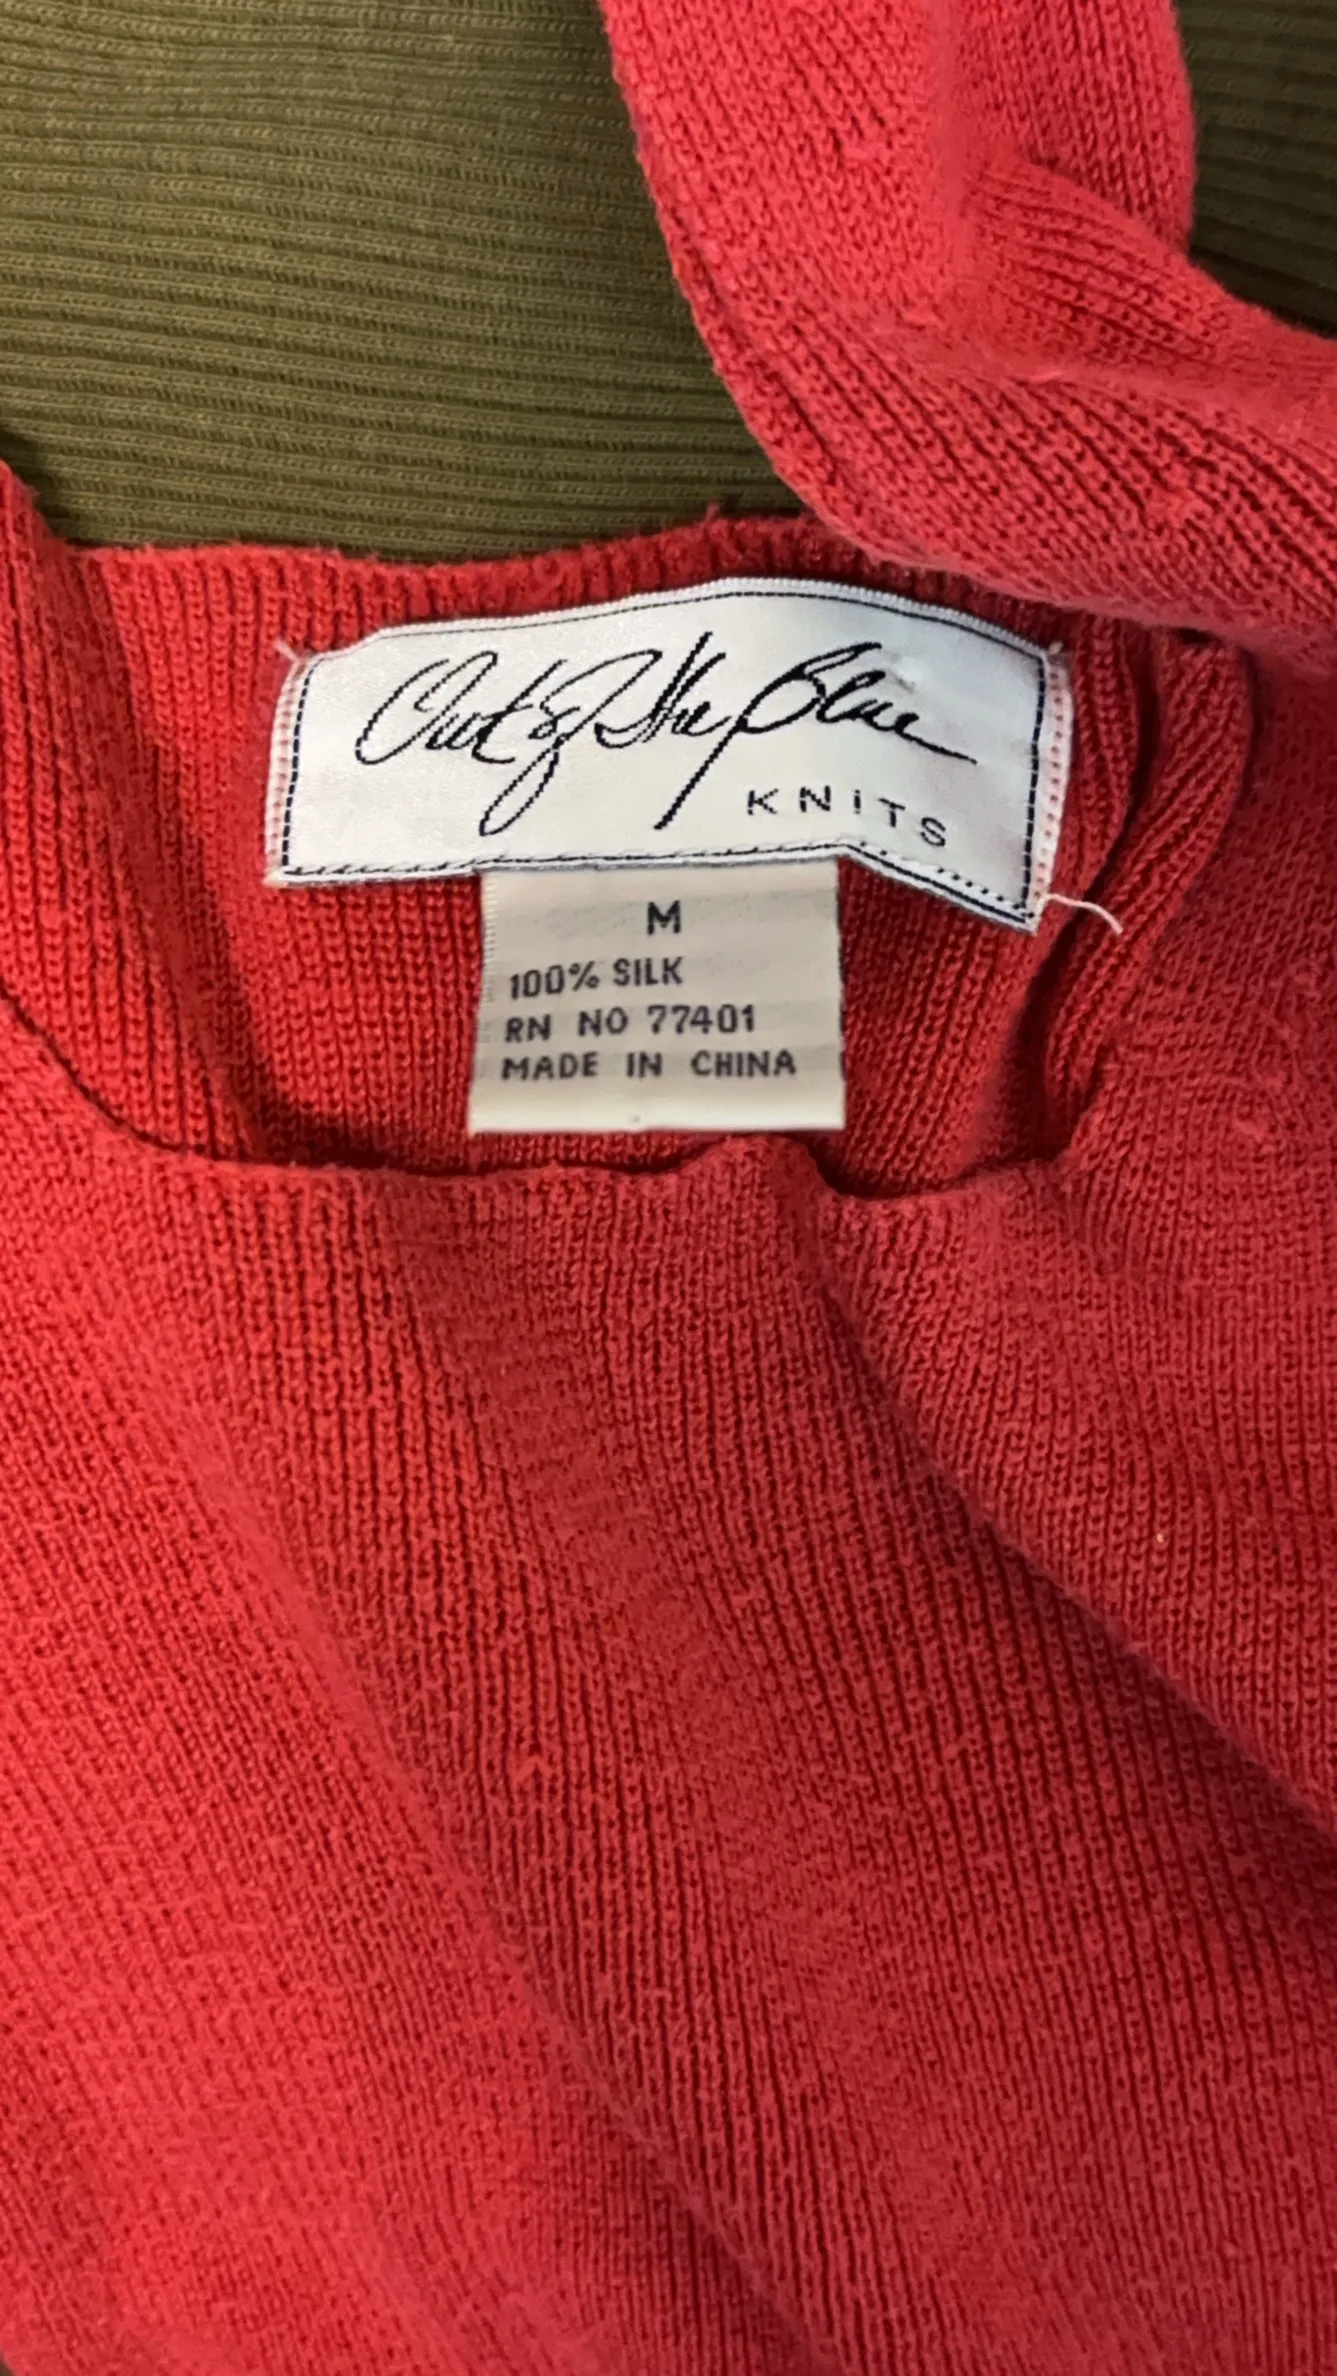 Out of The Blue
KNITS
M
100% SILK
RN NO 77401
MADE IN CHINA